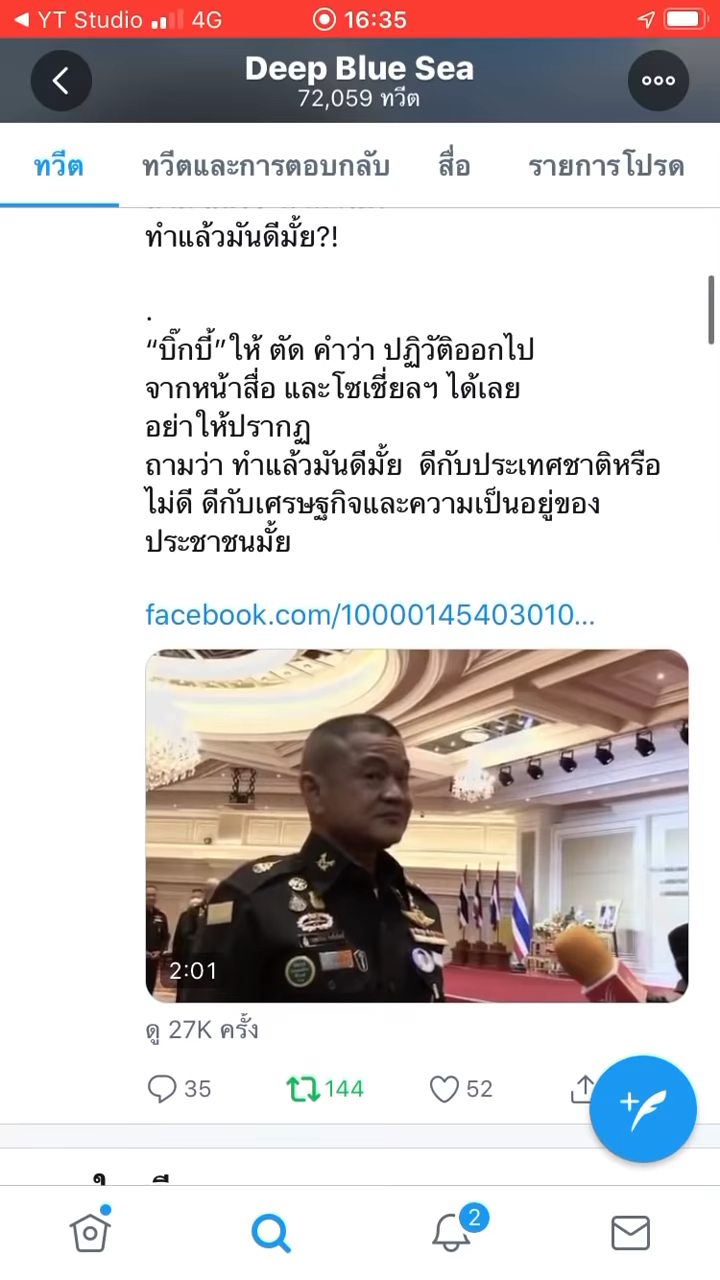 YT Studio
4G
16:35
Deep Blue Sea
72,059 ทวีต
ทวีต
ทวีตและการตอบกลับ
สื่อ
รายการโปรด
ทำแล้วมันดีมั้ย?!
.
“บิ๊กบี้”ให้ ตัด คำว่า ปฏิวัติออกไป
จากหน้าสื่อ และโซเชี่ยลฯ ได้เลย
อย่าให้ปรากฏ
ถามว่า ทำแล้วมันดีมั้ย ดีกับประเทศชาติหรือ
ไม่ดี ดีกับเศรษฐกิจและความเป็นอยู่ของ
ประชาชนมั้ย
facebook.com/10000145403010...
2:01
ดู 27K ครั้ง
35
144
52
2